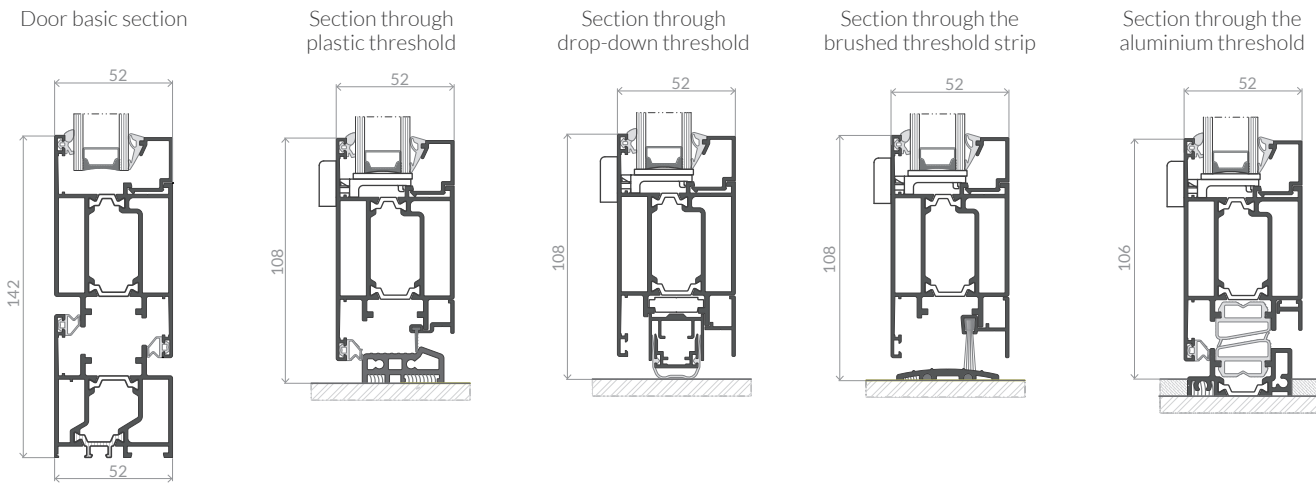 Door basic section
Section through
plastic threshold
Section through
drop-down threshold
Section through the
brushed threshold strip
Section through the
aluminium threshold
52
52
52
52
52
142
108
108
108
106
52